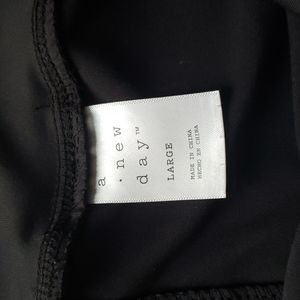 a
· new
day™
LARGE
MADE IN CHINA
HECHO EN CHINA